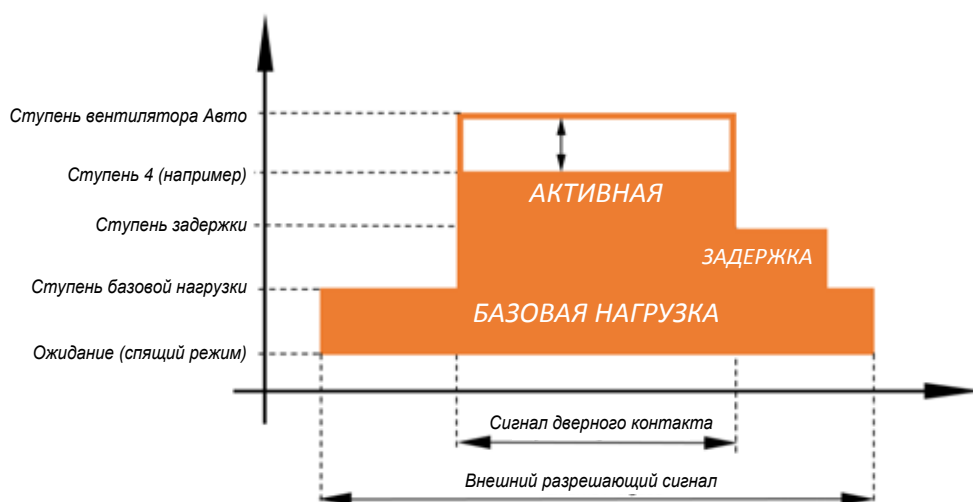 Ступень вентилятора Авто
Ступень 4 (например)
АКТИВНАЯ
Ступень задержки
ЗАДЕРЖКА
Ступень базовой нагрузки
БАЗОВАЯ НАГРУЗКА
Ожидание (спящий режим)
Сигнал дверного контакта
Внешний разрешающий сигнал